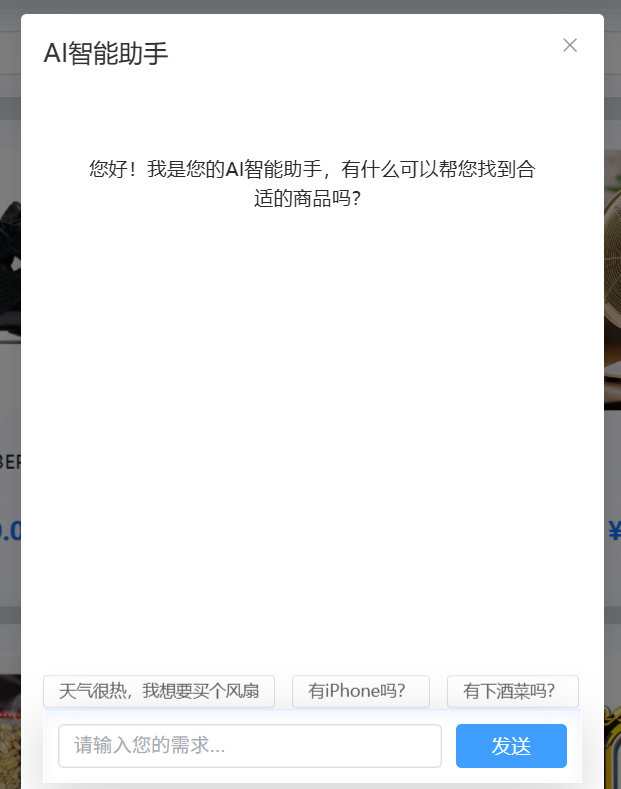 AI智能助手
您好！我是您的AI智能助手，有什么可以帮您找到合
适的商品吗？
BER
0.0
¥
天气很热，我想要买个风扇
有iPhone吗？
有下酒菜吗？
请输入您的需求...
发送